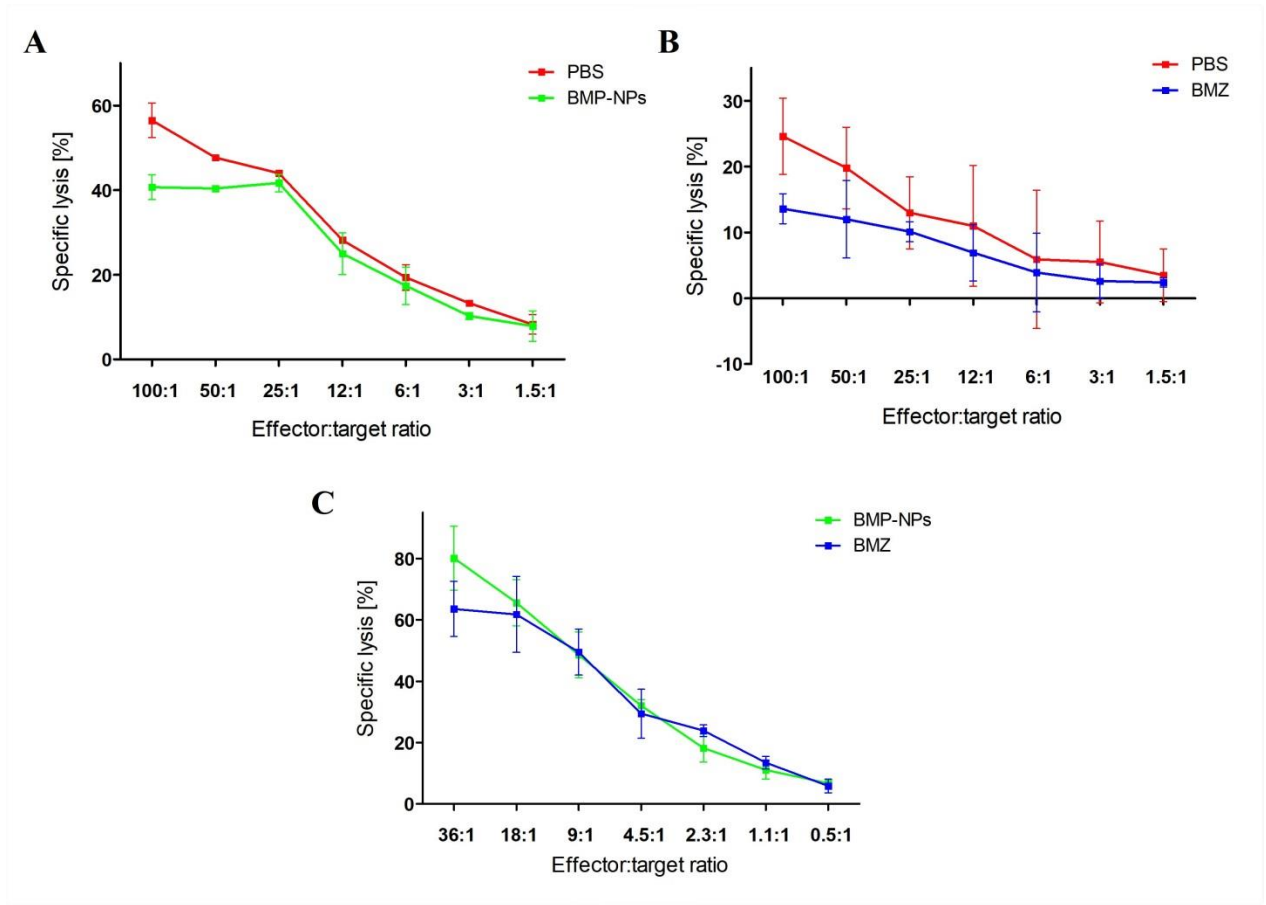 A
PBS
BMP-NPs
Specific lysis [%]
60
40
20
0
100:1 50:1 25:1 12:1 6:1 3:1 1.5:1
Effector:target ratio
B
PBS
BMZ
Specific lysis [%]
30
20
10
0
-10
100:1 50:1 25:1 12:1 6:1 3:1 1.5:1
Effector:target ratio
C
BMP-NPs
BMZ
Specific lysis [%]
80
60
40
20
0
36:1 18:1 9:1 4.5:1 2.3:1 1.1:1 0.5:1
Effector:target ratio